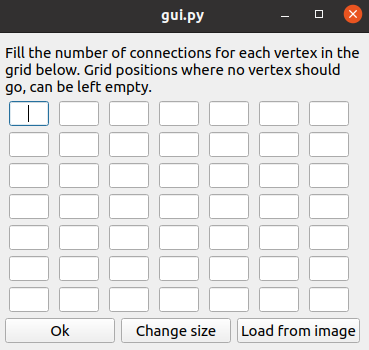 gui.py
Fill the number of connections for each vertex in the
grid below. Grid positions where no vertex should
go, can be left empty.
Ok Change size Load from image